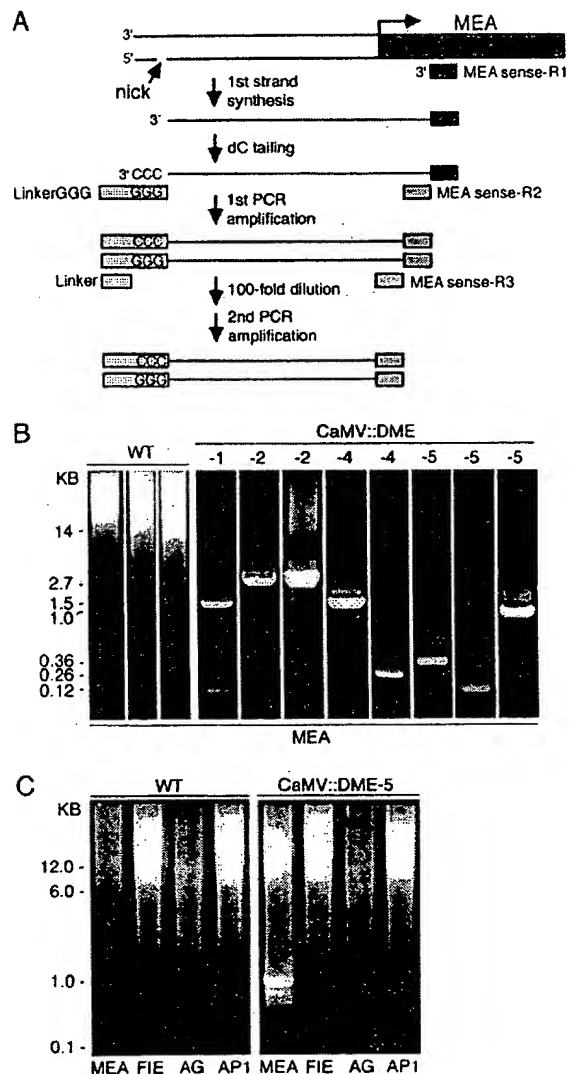 A
3'
MEA
5'
nick
3' MEA sense-R1
1st strand
synthesis
3'
dC tailing
3' CCC
LinkerGGG GGG MEA sense-R2
1st PCR
amplification
CCC
GGG
Linker MEA sense-R3
100-fold dilution
2nd PCR
amplification
CCC
GGG
B
CaMV::DME
WT -1 -2 -2 -4 -4 -5 -5 -5
KB
14 -
2.7 -
1.5 -
1.0 -
0.36 -
0.26 -
0.12 -
MEA
C
WT CaMV::DME-5
KB
12.0 -
6.0 -
1.0 -
0.1 -
MEA FIE AG AP1 MEA FIE AG AP1